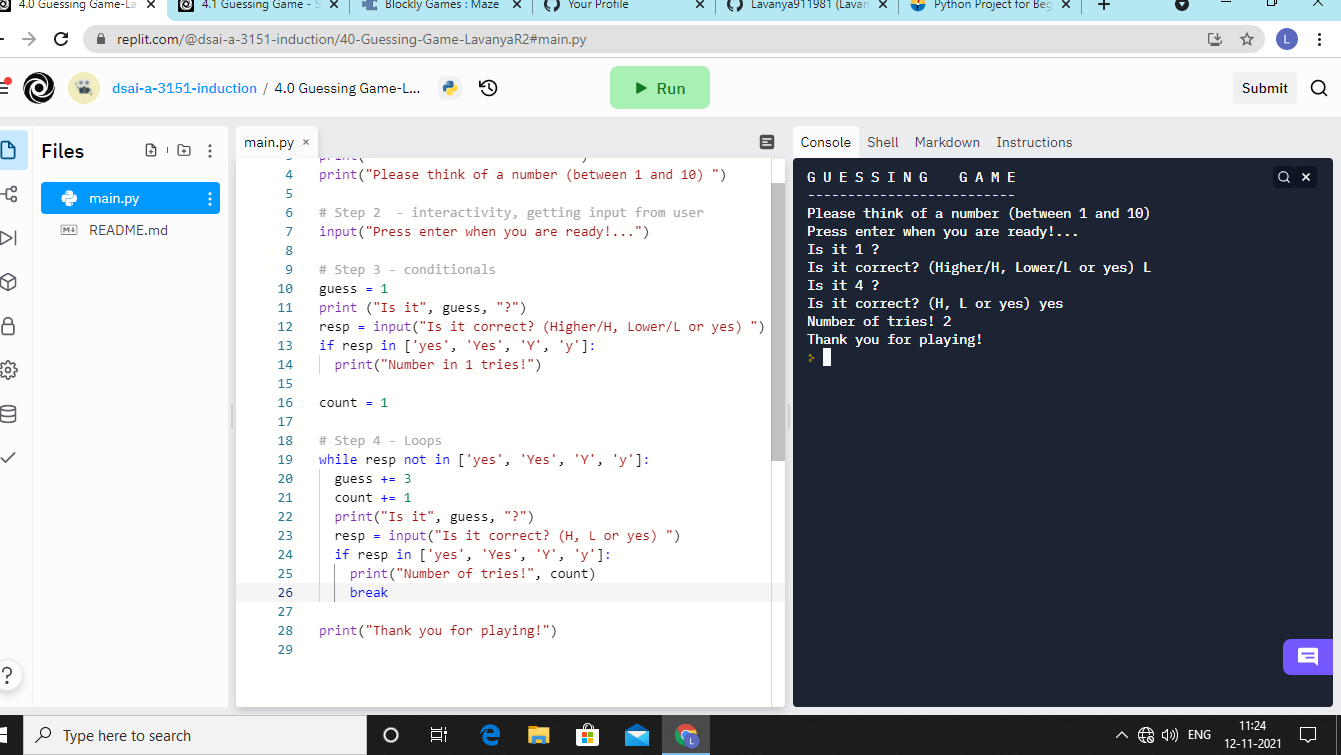 4.0 Guessing Game-La
4.1 Guessing Game - S
Blockly Games : Maze
Your Profile
Lavanya911981 (Lavan
Python Project for Beg
replit.com/@dsai-a-3151-induction/40-Guessing-Game-LavanyaR2#main.py
L
dsai-a-3151-induction / 4.0 Guessing Game-L...
Run
Submit
Files
main.py
README.md
main.py
4 print("Please think of a number (between 1 and 10) ")
5
6 # Step 2  - interactivity, getting input from user
7 input("Press enter when you are ready!...")
8
9 # Step 3 - conditionals
10 guess = 1
11 print ("Is it", guess, "?")
12 resp = input("Is it correct? (Higher/H, Lower/L or yes) ")
13 if resp in ['yes', 'Yes', 'Y', 'y']:
14   print("Number in 1 tries!")
15
16 count = 1
17
18 # Step 4 - Loops
19 while resp not in ['yes', 'Yes', 'Y', 'y']:
20   guess += 3
21   count += 1
22   print("Is it", guess, "?")
23   resp = input("Is it correct? (H, L or yes) ")
24   if resp in ['yes', 'Yes', 'Y', 'y']:
25     print("Number of tries!", count)
26     break
27
28 print("Thank you for playing!")
29
Console Shell Markdown Instructions
G U E S S I N G   G A M E
--------------------------
Please think of a number (between 1 and 10)
Press enter when you are ready!...
Is it 1 ?
Is it correct? (Higher/H, Lower/L or yes) L
Is it 4 ?
Is it correct? (H, L or yes) yes
Number of tries! 2
Thank you for playing!
?
Type here to search
L
ENG
11:24
12-11-2021